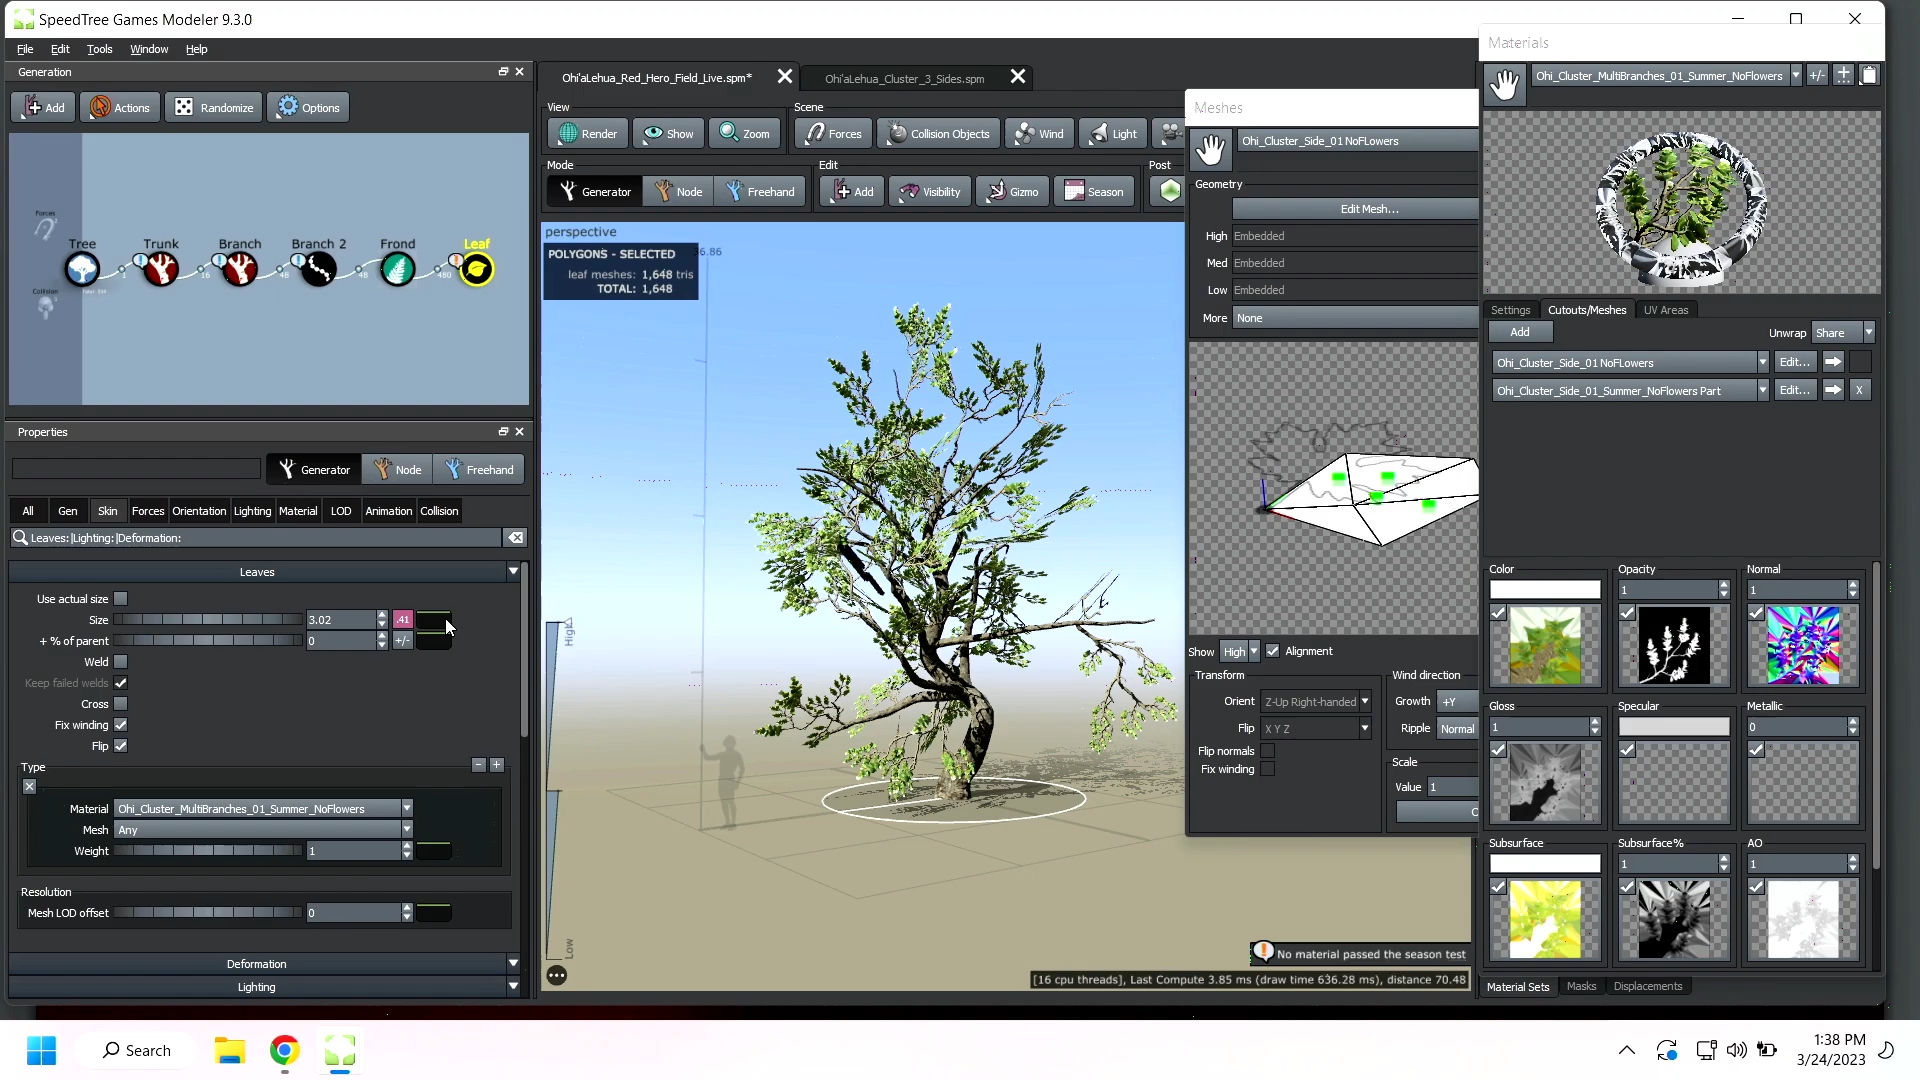 SpeedTree Games Modeler 9.3.0
File Edit Tools Window Help
Generation
Add Actions Randomize Options
Forces
Collision
Tree Trunk Branch Branch 2 Frond Leaf
1 16 48 48 480
Properties
Generator Node Freehand
All Gen Skin Forces Orientation Lighting Material LOD Animation Collision
Leaves:|Lighting:|Deformation:
Leaves
Use actual size
Size 3.02 .41
+ % of parent 0 +/-
Weld
Keep failed welds
Cross
Fix winding
Flip
Type
Material Ohi_Cluster_MultiBranches_01_Summer_NoFlowers
Mesh Any
Weight 1
Resolution
Mesh LOD offset 0
Deformation
Lighting
Ohi'aLehua_Red_Hero_Field_Live.spm*
Ohi'aLehua_Cluster_3_Sides.spm
View
Render Show Zoom
Scene
Forces Collision Objects Wind Light
Mode
Generator Node Freehand
Edit
Add Visibility Gizmo Season
Post
perspective
POLYGONS - SELECTED
leaf meshes: 1,648 tris
TOTAL: 1,648
36.86
High
Low
No material passed the season test
[16 cpu threads], Last Compute 3.85 ms (draw time 636.28 ms), distance 70.48
Meshes
Ohi_Cluster_Side_01 NoFLowers
Geometry
Edit Mesh...
High Embedded
Med Embedded
Low Embedded
More None
Show High Alignment
Transform
Orient Z-Up Right-handed
Flip X Y Z
Flip normals
Fix winding
Wind direction
Growth +Y
Ripple Normal
Scale
Value 1
Materials
Ohi_Cluster_MultiBranches_01_Summer_NoFlowers +/-
Settings Cutouts/Meshes UV Areas
Add Unwrap Share
Ohi_Cluster_Side_01 NoFLowers Edit...
Ohi_Cluster_Side_01_Summer_NoFlowers Part Edit... X
Color Opacity Normal
1 1
Gloss Specular Metallic
1 0
Subsurface Subsurface% AO
1 1
Material Sets Masks Displacements
Search
1:38 PM
3/24/2023